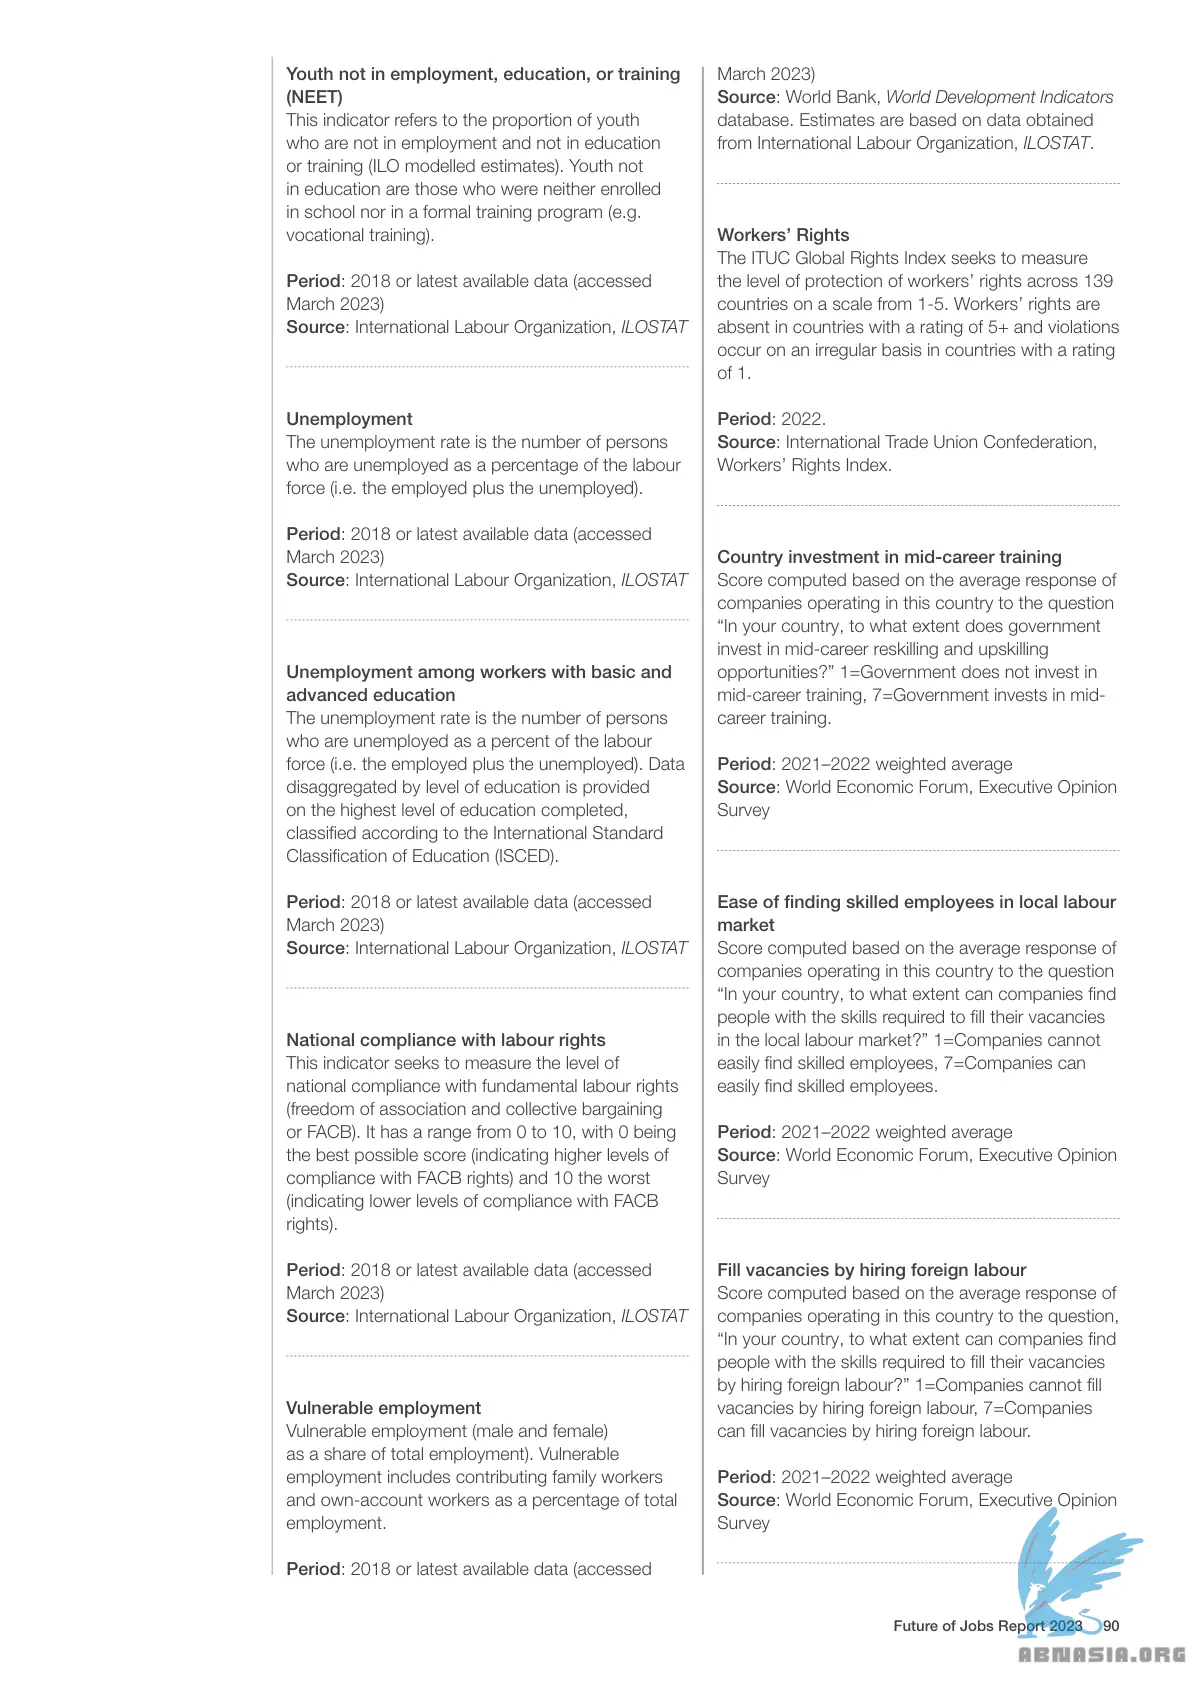 Youth not in employment, education, or training
(NEET)
This indicator refers to the proportion of youth
who are not in employment and not in education
or training (ILO modelled estimates). Youth not
in education are those who were neither enrolled
in school nor in a formal training program (e.g.
vocational training).
Period: 2018 or latest available data (accessed
March 2023)
Source: International Labour Organization, ILOSTAT
Unemployment
The unemployment rate is the number of persons
who are unemployed as a percentage of the labour
force (i.e. the employed plus the unemployed).
Period: 2018 or latest available data (accessed
March 2023)
Source: International Labour Organization, ILOSTAT
Unemployment among workers with basic and
advanced education
The unemployment rate is the number of persons
who are unemployed as a percent of the labour
force (i.e. the employed plus the unemployed). Data
disaggregated by level of education is provided
on the highest level of education completed,
classified according to the International Standard
Classification of Education (ISCED).
Period: 2018 or latest available data (accessed
March 2023)
Source: International Labour Organization, ILOSTAT
National compliance with labour rights
This indicator seeks to measure the level of
national compliance with fundamental labour rights
(freedom of association and collective bargaining
or FACB). It has a range from 0 to 10, with 0 being
the best possible score (indicating higher levels of
compliance with FACB rights) and 10 the worst
(indicating lower levels of compliance with FACB
rights).
Period: 2018 or latest available data (accessed
March 2023)
Source: International Labour Organization, ILOSTAT
Vulnerable employment
Vulnerable employment (male and female)
as a share of total employment). Vulnerable
employment includes contributing family workers
and own-account workers as a percentage of total
employment.
Period: 2018 or latest available data (accessed
March 2023)
Source: World Bank, World Development Indicators
database. Estimates are based on data obtained
from International Labour Organization, ILOSTAT.
Workers’ Rights
The ITUC Global Rights Index seeks to measure
the level of protection of workers’ rights across 139
countries on a scale from 1-5. Workers’ rights are
absent in countries with a rating of 5+ and violations
occur on an irregular basis in countries with a rating
of 1.
Period: 2022.
Source: International Trade Union Confederation,
Workers’ Rights Index.
Country investment in mid-career training
Score computed based on the average response of
companies operating in this country to the question
“In your country, to what extent does government
invest in mid-career reskilling and upskilling
opportunities?” 1=Government does not invest in
mid-career training, 7=Government invests in mid-
career training.
Period: 2021–2022 weighted average
Source: World Economic Forum, Executive Opinion
Survey
Ease of finding skilled employees in local labour
market
Score computed based on the average response of
companies operating in this country to the question
“In your country, to what extent can companies find
people with the skills required to fill their vacancies
in the local labour market?” 1=Companies cannot
easily find skilled employees, 7=Companies can
easily find skilled employees.
Period: 2021–2022 weighted average
Source: World Economic Forum, Executive Opinion
Survey
Fill vacancies by hiring foreign labour
Score computed based on the average response of
companies operating in this country to the question,
“In your country, to what extent can companies find
people with the skills required to fill their vacancies
by hiring foreign labour?” 1=Companies cannot fill
vacancies by hiring foreign labour, 7=Companies
can fill vacancies by hiring foreign labour.
Period: 2021–2022 weighted average
Source: World Economic Forum, Executive Opinion
Survey
Future of Jobs Report 2023 90
ABNASIA.ORG